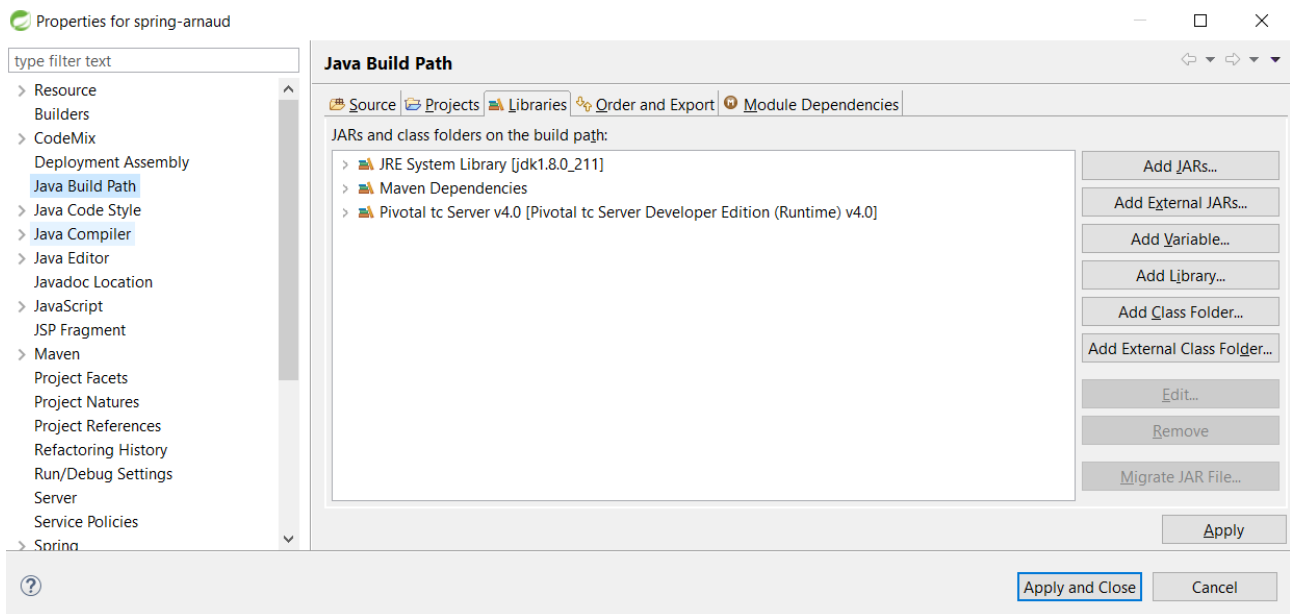 Properties for spring-arnaud
type filter text
Resource
Builders
CodeMix
Deployment Assembly
Java Build Path
Java Code Style
Java Compiler
Java Editor
Javadoc Location
JavaScript
JSP Fragment
Maven
Project Facets
Project Natures
Project References
Refactoring History
Run/Debug Settings
Server
Service Policies
Spring
Java Build Path
Source Projects Libraries Order and Export Module Dependencies
JARs and class folders on the build path:
JRE System Library [jdk1.8.0_211]
Maven Dependencies
Pivotal tc Server v4.0 [Pivotal tc Server Developer Edition (Runtime) v4.0]
Add JARs...
Add External JARs...
Add Variable...
Add Library...
Add Class Folder...
Add External Class Folder...
Edit...
Remove
Migrate JAR File...
Apply
?
Apply and Close
Cancel